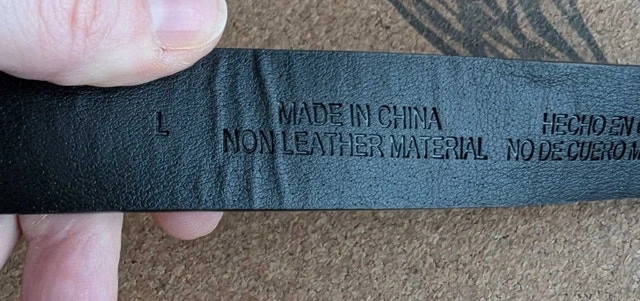 L
MADE IN CHINA
NON LEATHER MATERIAL
HECHO EN
NO DE CUERO